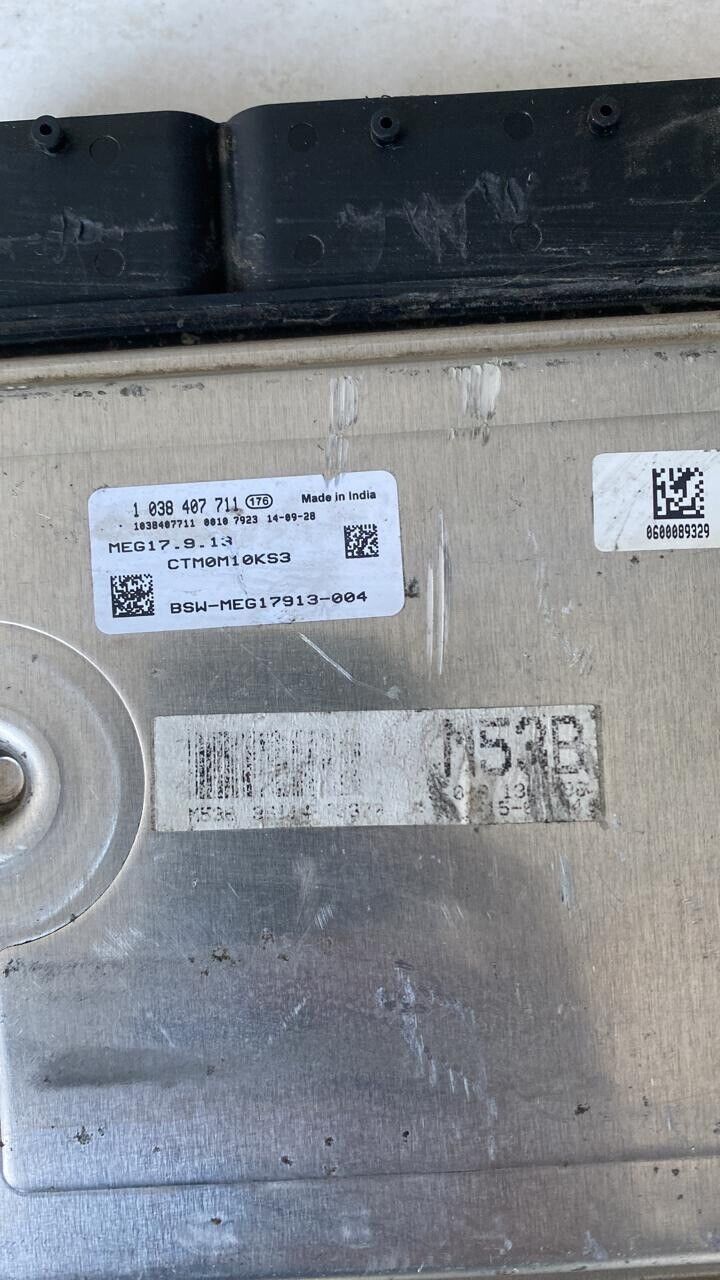 1 038 407 711 176 Made in India
1038407711 0010 7923 14-09-28
MEG17.9.13
CTM0M10KS3
BSW-MEG17913-004
0600089329
M53B
M53B